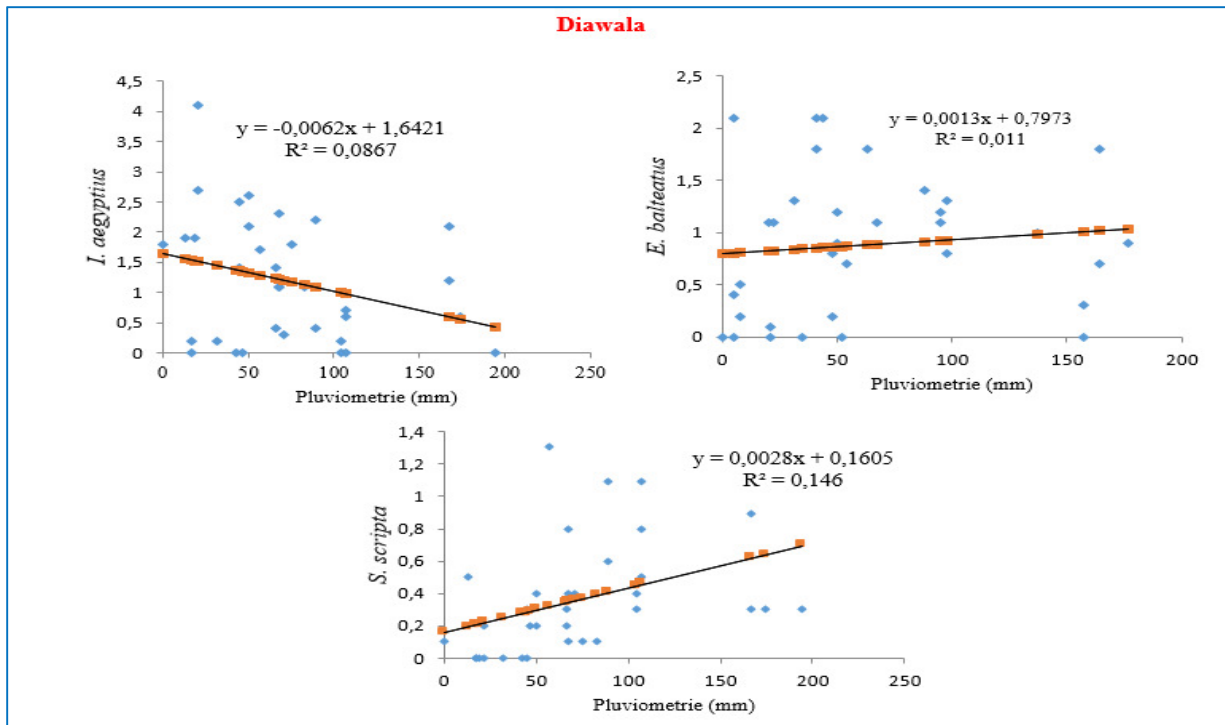 Diawala
4,5
4
3,5
3
2,5
2
1,5
1
0,5
0
I. aegyptius
y = -0,0062x + 1,6421
R² = 0,0867
0 50 100 150 200 250
Pluviometrie (mm)
2,5
2
1,5
1
0,5
0
E. balteatus
y = 0,0013x + 0,7973
R² = 0,011
0 50 100 150 200
Pluviometrie (mm)
1,4
1,2
1
0,8
0,6
0,4
0,2
0
S. scripta
y = 0,0028x + 0,1605
R² = 0,146
0 50 100 150 200 250
Pluviometrie (mm)